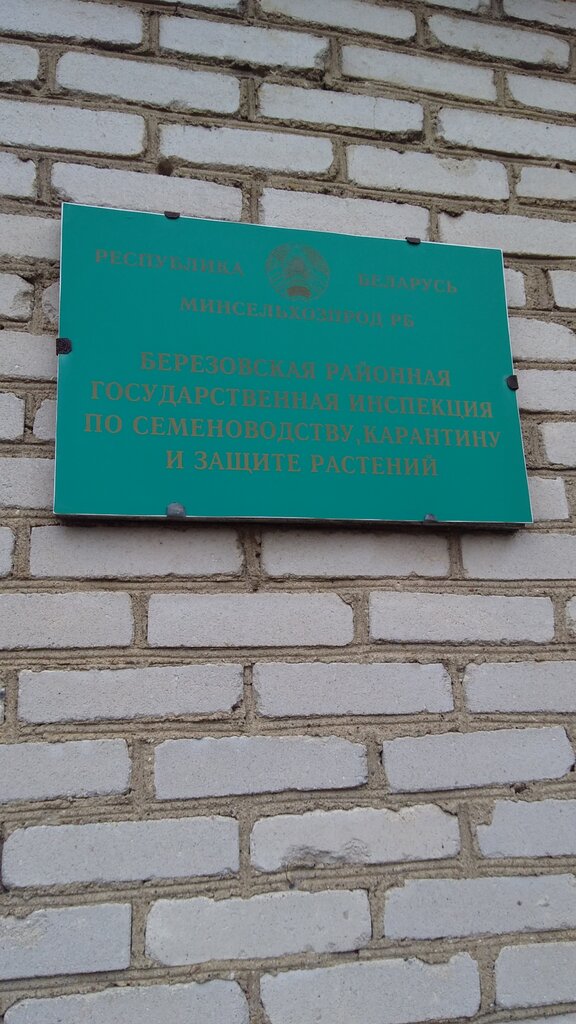 РЕСПУБЛИКА БЕЛАРУСЬ
МИНСЕЛЬХОЗПРОД РБ
БЕРЕЗОВСКАЯ РАЙОННАЯ
ГОСУДАРСТВЕННАЯ ИНСПЕКЦИЯ
ПО СЕМЕНОВОДСТВУ, КАРАНТИНУ
И ЗАЩИТЕ РАСТЕНИЙ